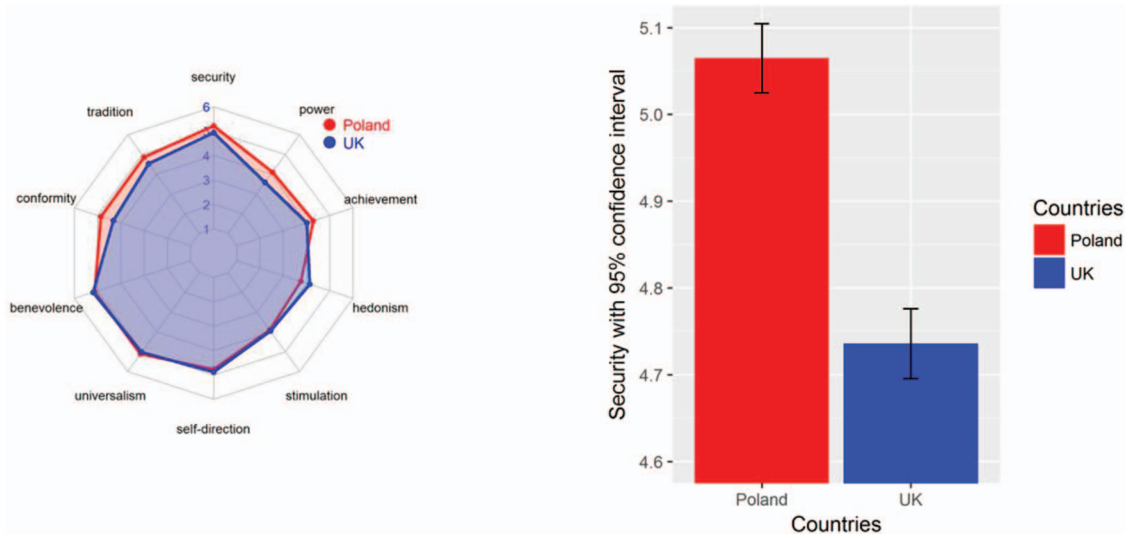 security
tradition
power
6
Poland
UK
4
3
2
1
conformity
achievement
benevolence
hedonism
universalism
stimulation
self-direction
Security with 95% confidence interval
5.1
5.0
4.9
4.8
4.7
4.6
Poland UK
Countries
Countries
Poland
UK